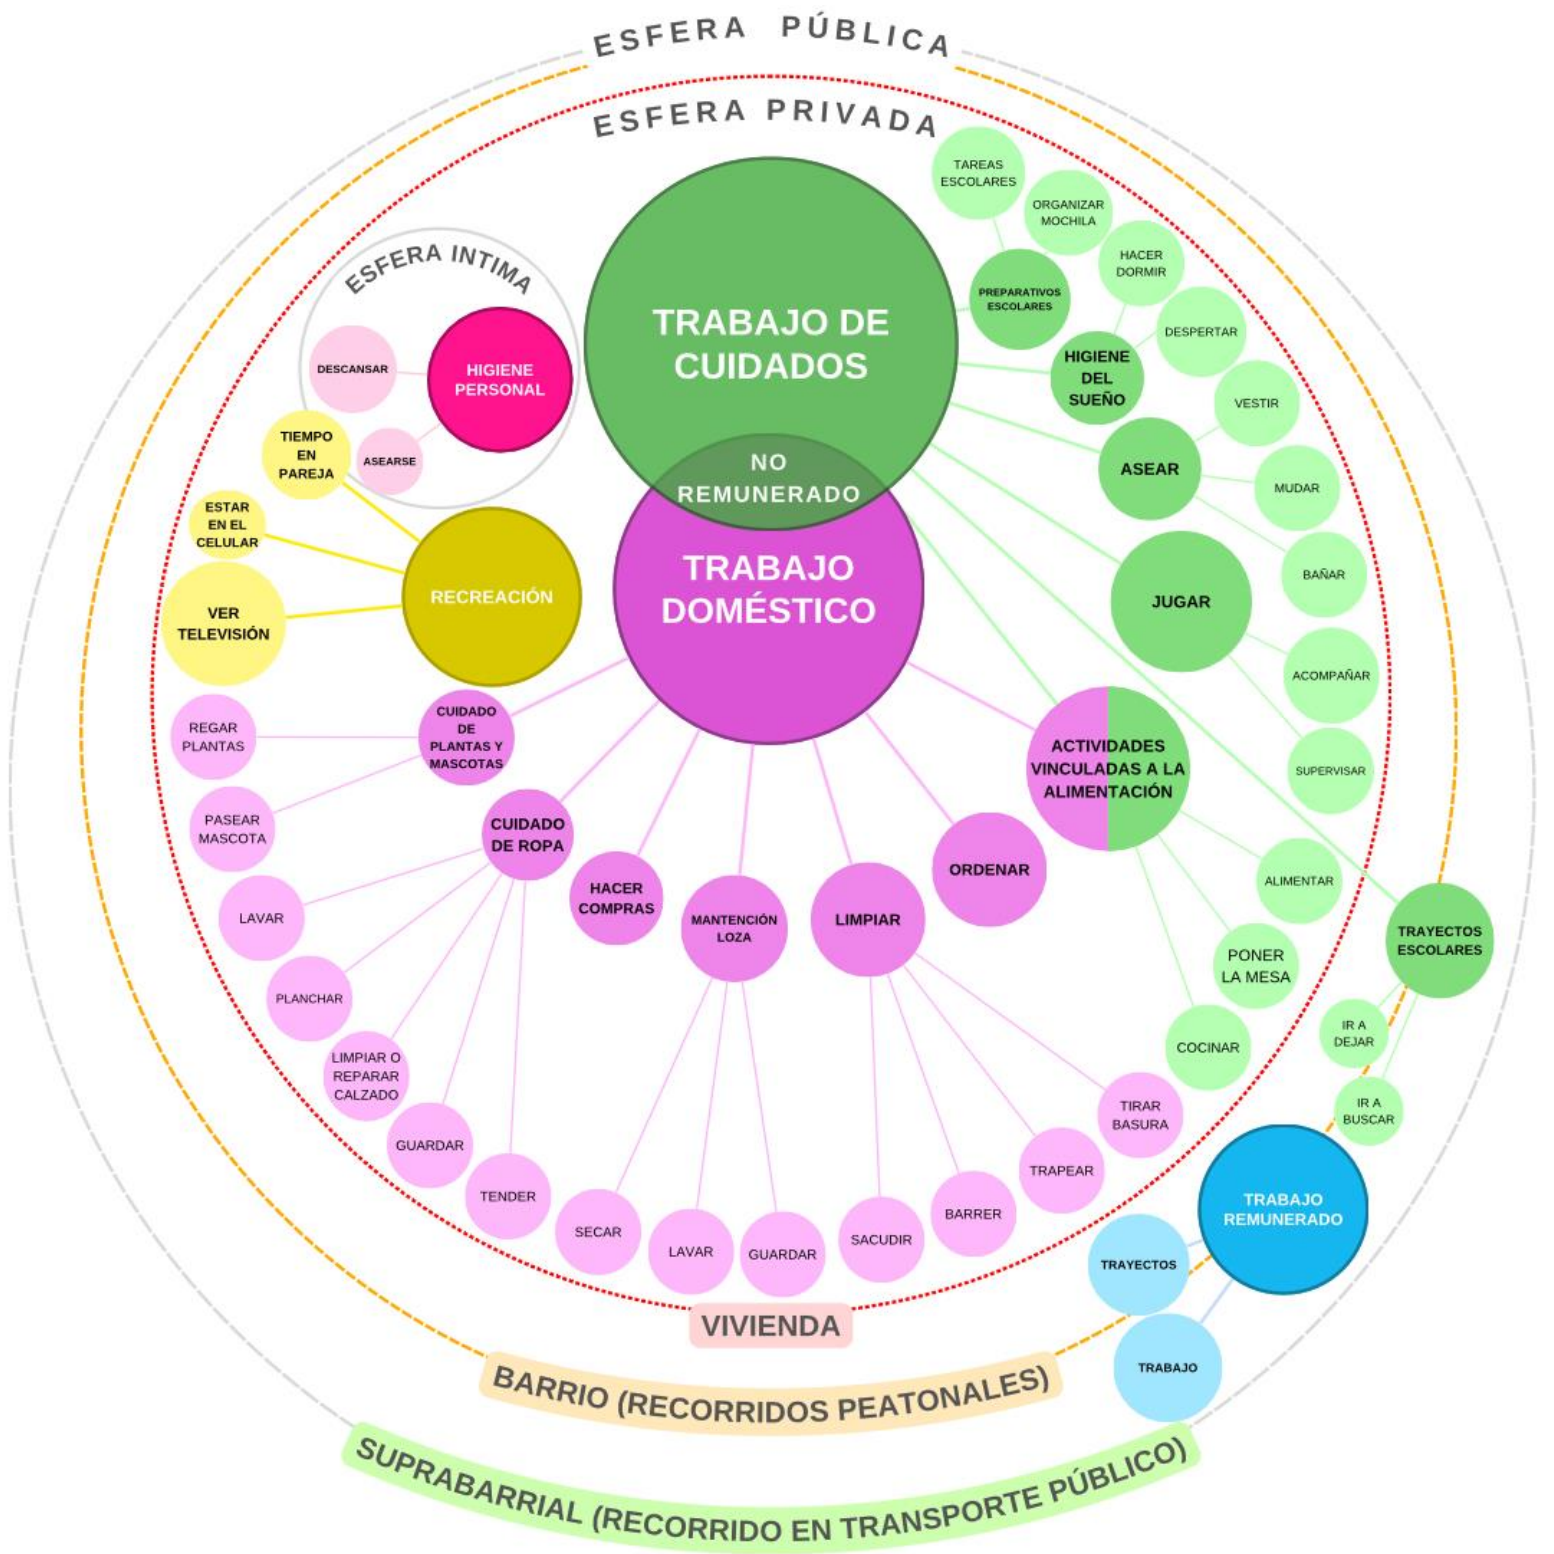 ESFERA PÚBLICA
ESFERA PRIVADA
TAREAS
ESCOLARES
ORGANIZAR
MOCHILA
HACER
DORMIR
PREPARATIVOS
ESCOLARES
DESPERTAR
HIGIENE
DEL
SUEÑO
VESTIR
ASEAR
MUDAR
BAÑAR
JUGAR
ACOMPAÑAR
SUPERVISAR
TRABAJO DE
CUIDADOS
NO
REMUNERADO
TRABAJO
DOMÉSTICO
ESFERA INTIMA
DESCANSAR
HIGIENE
PERSONAL
ASEARSE
TIEMPO
EN
PAREJA
ESTAR
EN EL
CELULAR
VER
TELEVISIÓN
RECREACIÓN
REGAR
PLANTAS
CUIDADO
DE
PLANTAS Y
MASCOTAS
PASEAR
MASCOTA
CUIDADO
DE ROPA
LAVAR
PLANCHAR
LIMPIAR O
REPARAR
CALZADO
GUARDAR
TENDER
HACER
COMPRAS
MANTENCIÓN
LOZA
SECAR
LAVAR
GUARDAR
LIMPIAR
SACUDIR
BARRER
TRAPEAR
TIRAR
BASURA
ORDENAR
ACTIVIDADES
VINCULADAS A LA
ALIMENTACIÓN
ALIMENTAR
PONER
LA MESA
COCINAR
TRAYECTOS
ESCOLARES
IR A
DEJAR
IR A
BUSCAR
TRABAJO
REMUNERADO
TRAYECTOS
TRABAJO
VIVIENDA
BARRIO (RECORRIDOS PEATONALES)
SUPRABARRIAL (RECORRIDO EN TRANSPORTE PÚBLICO)